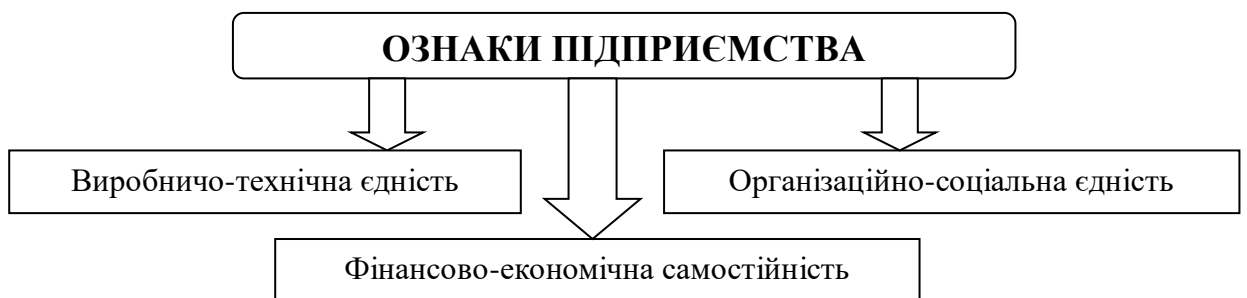 ОЗНАКИ ПІДПРИЄМСТВА
Виробничо-технічна єдність
Організаційно-соціальна єдність
Фінансово-економічна самостійність